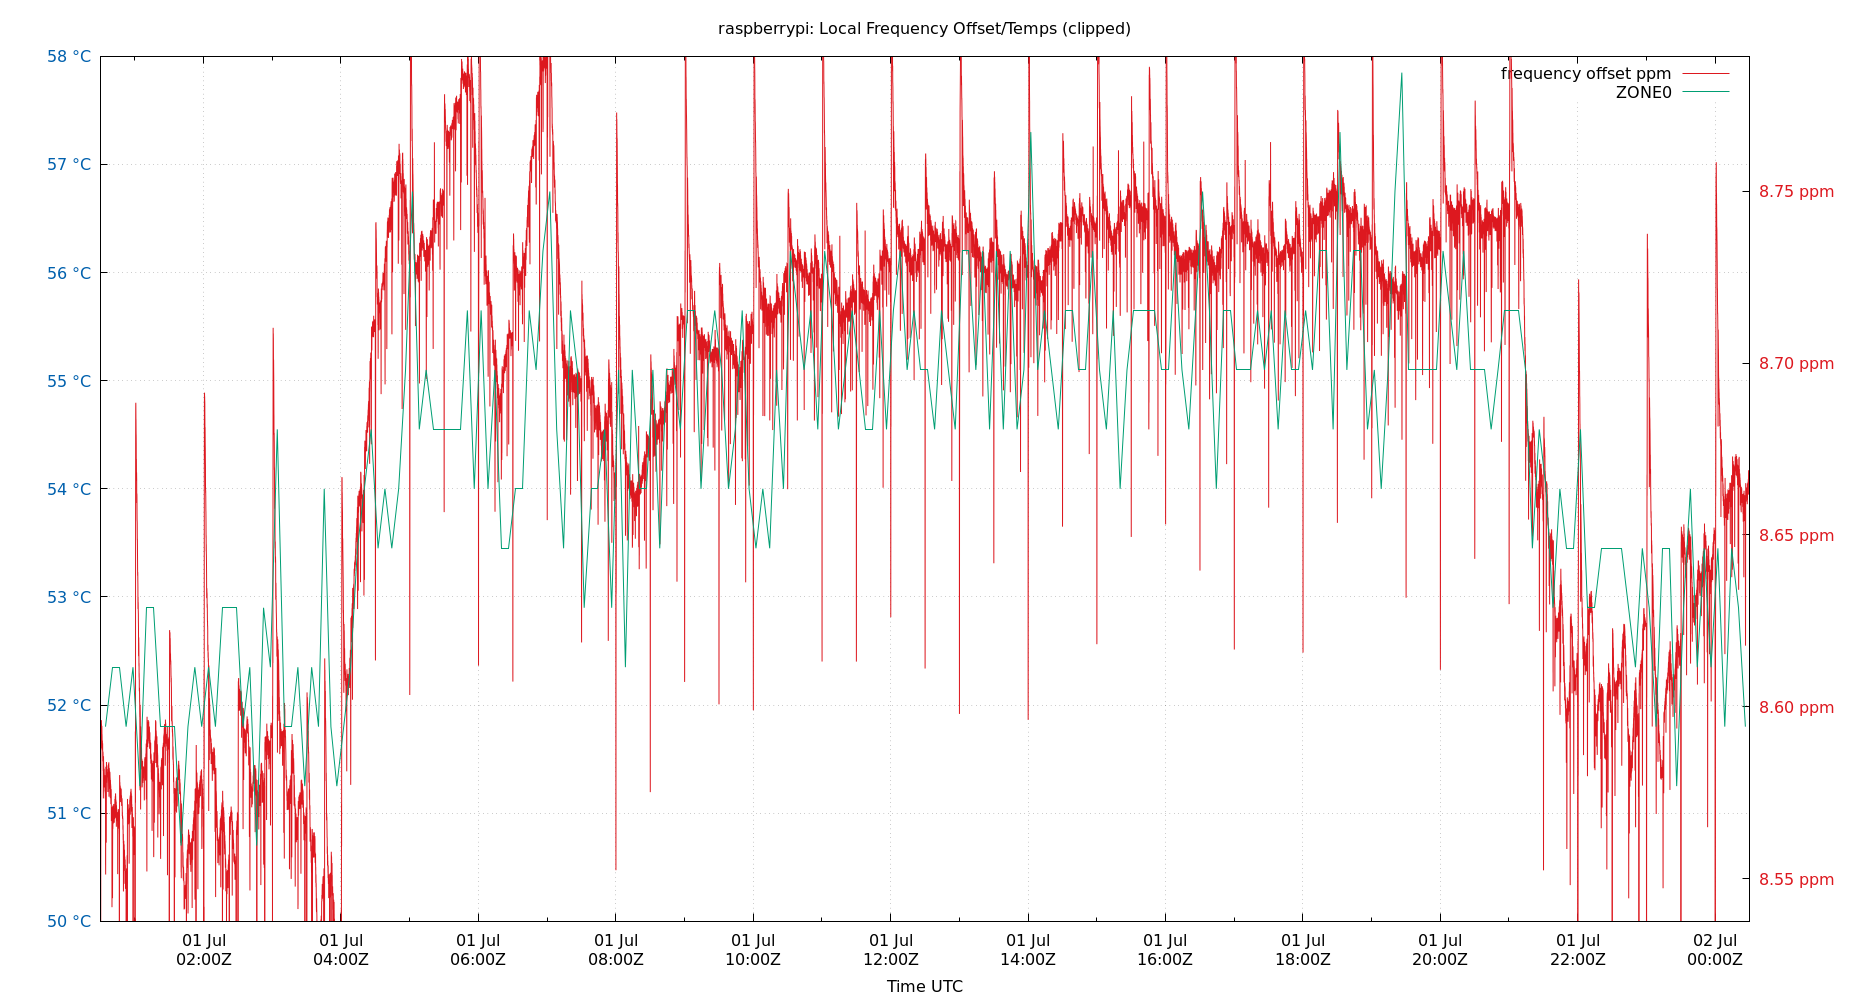 raspberrypi: Local Frequency Offset/Temps (clipped)
frequency offset ppm
ZONE0
58 °C
57 °C
56 °C
55 °C
54 °C
53 °C
52 °C
51 °C
50 °C
8.75 ppm
8.70 ppm
8.65 ppm
8.60 ppm
8.55 ppm
01 Jul
02:00Z
01 Jul
04:00Z
01 Jul
06:00Z
01 Jul
08:00Z
01 Jul
10:00Z
01 Jul
12:00Z
01 Jul
14:00Z
01 Jul
16:00Z
01 Jul
18:00Z
01 Jul
20:00Z
01 Jul
22:00Z
02 Jul
00:00Z
Time UTC